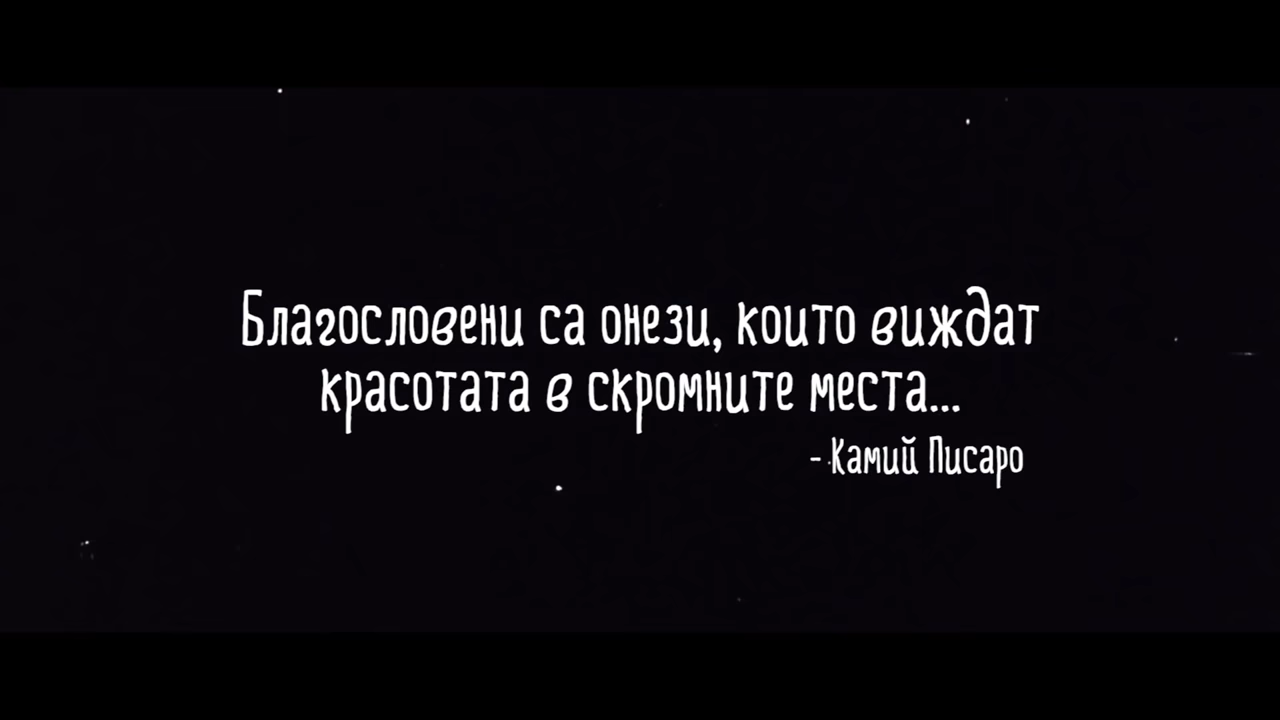 Благословени са онези, които виждат
красотата в скромните места...
- Камий Писаро